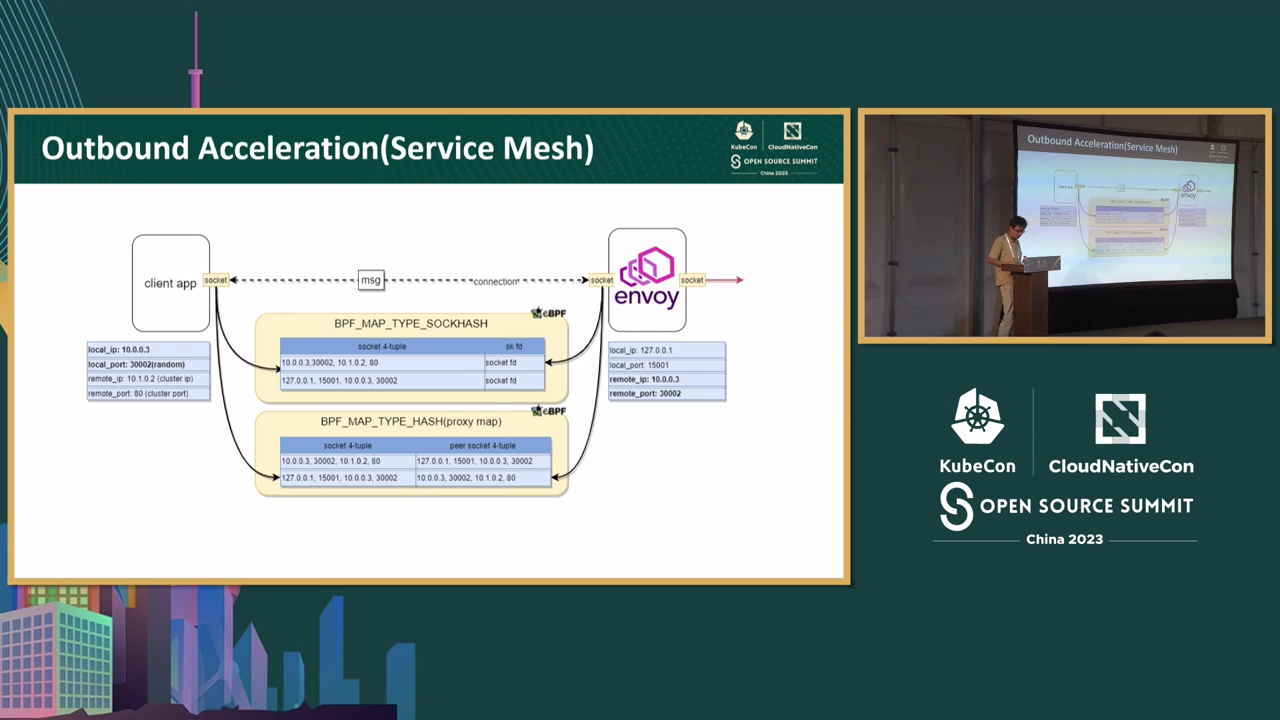 Outbound Acceleration(Service Mesh)
KubeCon
CloudNativeCon
OPEN SOURCE SUMMIT
China 2023
client app
socket
msg
connection
socket
envoy
socket
eBPF
BPF_MAP_TYPE_SOCKHASH
socket 4-tuple
sk fd
10.0.0.3,30002, 10.1.0.2, 80
socket fd
127.0.0.1, 15001, 10.0.0.3, 30002
socket fd
local_ip: 10.0.0.3
local_port: 30002(random)
remote_ip: 10.1.0.2 (cluster ip)
remote_port: 80 (cluster port)
local_ip: 127.0.0.1
local_port: 15001
remote_ip: 10.0.0.3
remote_port: 30002
eBPF
BPF_MAP_TYPE_HASH(proxy map)
socket 4-tuple
peer socket 4-tuple
10.0.0.3, 30002, 10.1.0.2, 80
127.0.0.1, 15001, 10.0.0.3, 30002
127.0.0.1, 15001, 10.0.0.3, 30002
10.0.0.3, 30002, 10.1.0.2, 80
Outbound Acceleration(Service Mesh)
client app
envoy
KubeCon
CloudNativeCon
OPEN SOURCE SUMMIT
China 2023